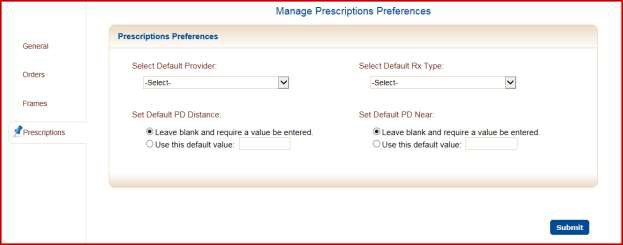 Manage Prescriptions Preferences
General
Orders
Frames
Prescriptions
Prescriptions Preferences
Select Default Provider:
-Select-
Select Default Rx Type:
-Select-
Set Default PD Distance:
Leave blank and require a value be entered.
Use this default value:
Set Default PD Near:
Leave blank and require a value be entered.
Use this default value:
Submit